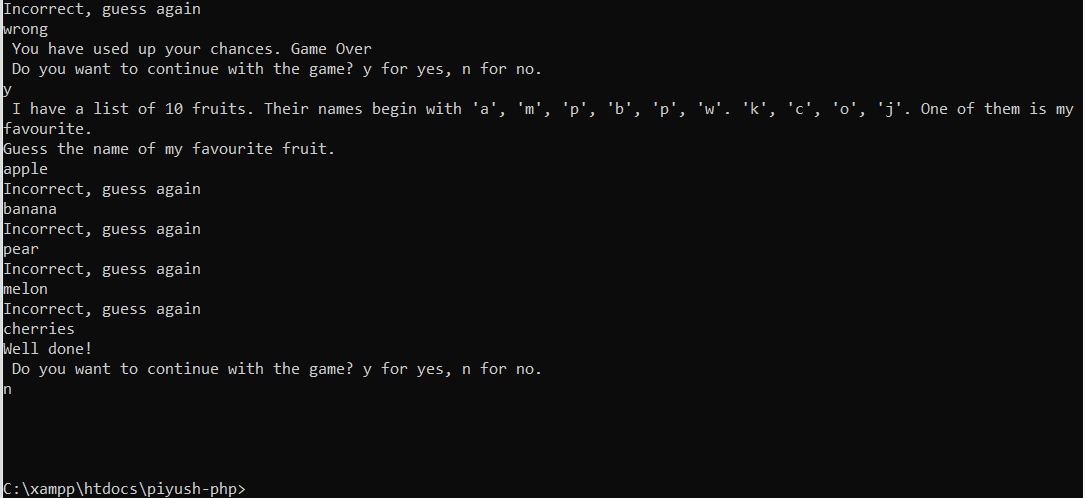 Incorrect, guess again
wrong
You have used up your chances. Game Over
Do you want to continue with the game? y for yes, n for no.
y
I have a list of 10 fruits. Their names begin with 'a', 'm', 'p', 'b', 'p', 'w'. 'k', 'c', 'o', 'j'. One of them is my
favourite.
Guess the name of my favourite fruit.
apple
Incorrect, guess again
banana
Incorrect, guess again
pear
Incorrect, guess again
melon
Incorrect, guess again
cherries
Well done!
Do you want to continue with the game? y for yes, n for no.
n
C:\xampp\htdocs\piyush-php>